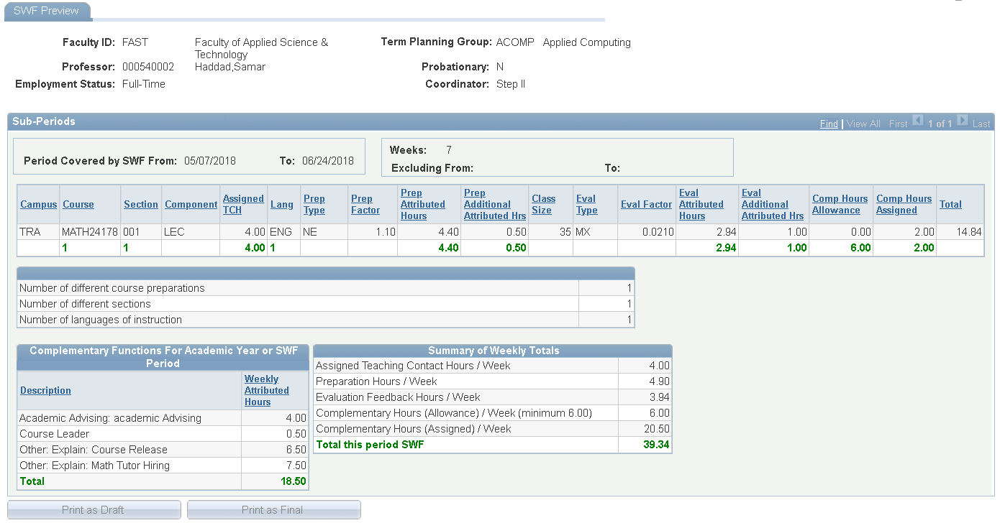 SWF Preview
Faculty ID: FAST Faculty of Applied Science & Term Planning Group: ACOMP Applied Computing
Technology
Professor: 000540002 Haddad,Samar Probationary: N
Employment Status: Full-Time Coordinator: Step II
Sub-Periods Find | View All First 1 of 1 Last
Period Covered by SWF From: 05/07/2018 To: 06/24/2018
Weeks: 7
Excluding From: To:
Campus Course Section Component Assigned TCH Lang Prep Type Prep Factor Prep Attributed Hours Prep Additional Attributed Hrs Class Size Eval Type Eval Factor Eval Attributed Hours Eval Additional Attributed Hrs Comp Hours Allowance Comp Hours Assigned Total
TRA MATH24178 001 LEC 4.00 ENG NE 1.10 4.40 0.50 35 MX 0.0210 2.94 1.00 0.00 2.00 14.84
1 1 4.00 1 4.40 0.50 2.94 1.00 6.00 2.00
Number of different course preparations 1
Number of different sections 1
Number of languages of instruction 1
Complementary Functions For Academic Year or SWF
Period
Description Weekly Attributed Hours
Academic Advising: academic Advising 4.00
Course Leader 0.50
Other: Explain: Course Release 6.50
Other: Explain: Math Tutor Hiring 7.50
Total 18.50
Summary of Weekly Totals
Assigned Teaching Contact Hours / Week 4.00
Preparation Hours / Week 4.90
Evaluation Feedback Hours / Week 3.94
Complementary Hours (Allowance) / Week (minimum 6.00) 6.00
Complementary Hours (Assigned) / Week 20.50
Total this period SWF 39.34
Print as Draft Print as Final